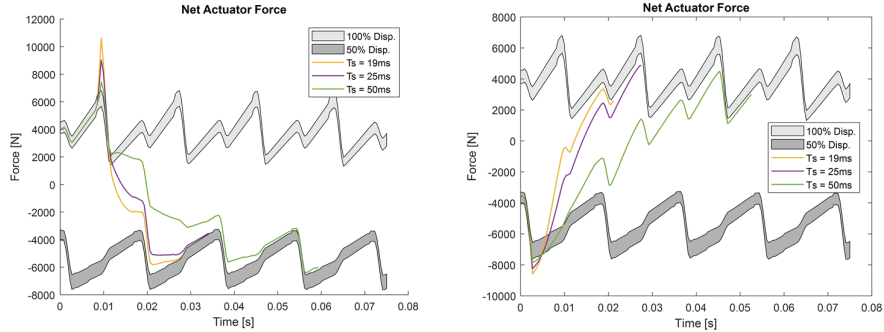 Net Actuator Force
12000
10000
8000
6000
4000
2000
0
-2000
-4000
-6000
-8000
Force [N]
0
0.01
0.02
0.03
0.04
0.05
0.06
0.07
0.08
Time [s]
100% Disp.
50% Disp.
Ts = 19ms
Ts = 25ms
Ts = 50ms
Net Actuator Force
8000
6000
4000
2000
0
-2000
-4000
-6000
-8000
-10000
Force [N]
0
0.01
0.02
0.03
0.04
0.05
0.06
0.07
0.08
Time [s]
100% Disp.
50% Disp.
Ts = 19ms
Ts = 25ms
Ts = 50ms